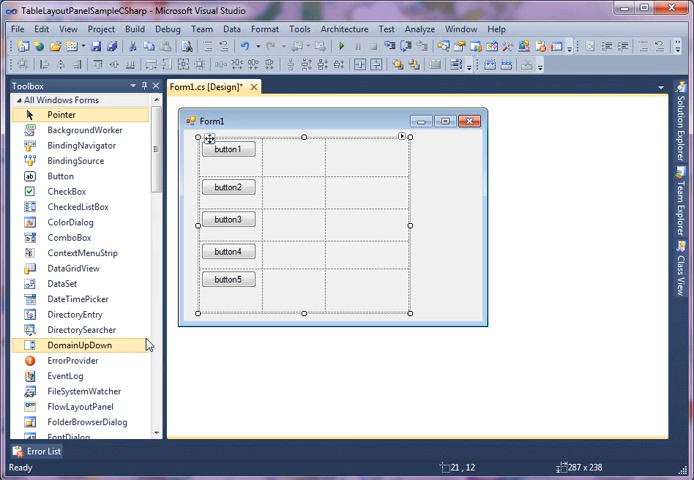 TableLayoutPanelSampleCSharp - Microsoft Visual Studio
File Edit View Project Build Debug Team Data Format Tools Architecture Test Analyze Window Help
Toolbox
Form1.cs [Design]*
All Windows Forms
Pointer
BackgroundWorker
BindingNavigator
BindingSource
Button
CheckBox
CheckedListBox
ColorDialog
ComboBox
ContextMenuStrip
DataGridView
DataSet
DateTimePicker
DirectoryEntry
DirectorySearcher
DomainUpDown
ErrorProvider
EventLog
FileSystemWatcher
FlowLayoutPanel
FolderBrowserDialog
FontDialog
Form1
button1
button2
button3
button4
button5
Solution Explorer
Team Explorer
Class View
Error List
Ready
21 , 12
287 x 238